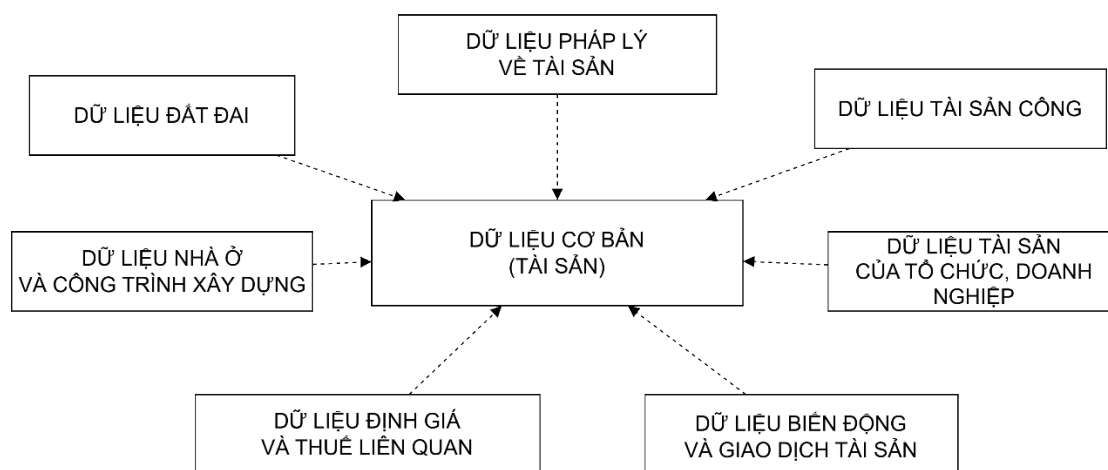 DỮ LIỆU PHÁP LÝ
VỀ TÀI SẢN
DỮ LIỆU ĐẤT ĐAI
DỮ LIỆU TÀI SẢN CÔNG
DỮ LIỆU CƠ BẢN
(TÀI SẢN)
DỮ LIỆU NHÀ Ở
VÀ CÔNG TRÌNH XÂY DỰNG
DỮ LIỆU TÀI SẢN
CỦA TỔ CHỨC, DOANH
NGHIỆP
DỮ LIỆU ĐỊNH GIÁ
VÀ THUẾ LIÊN QUAN
DỮ LIỆU BIẾN ĐỘNG
VÀ GIAO DỊCH TÀI SẢN